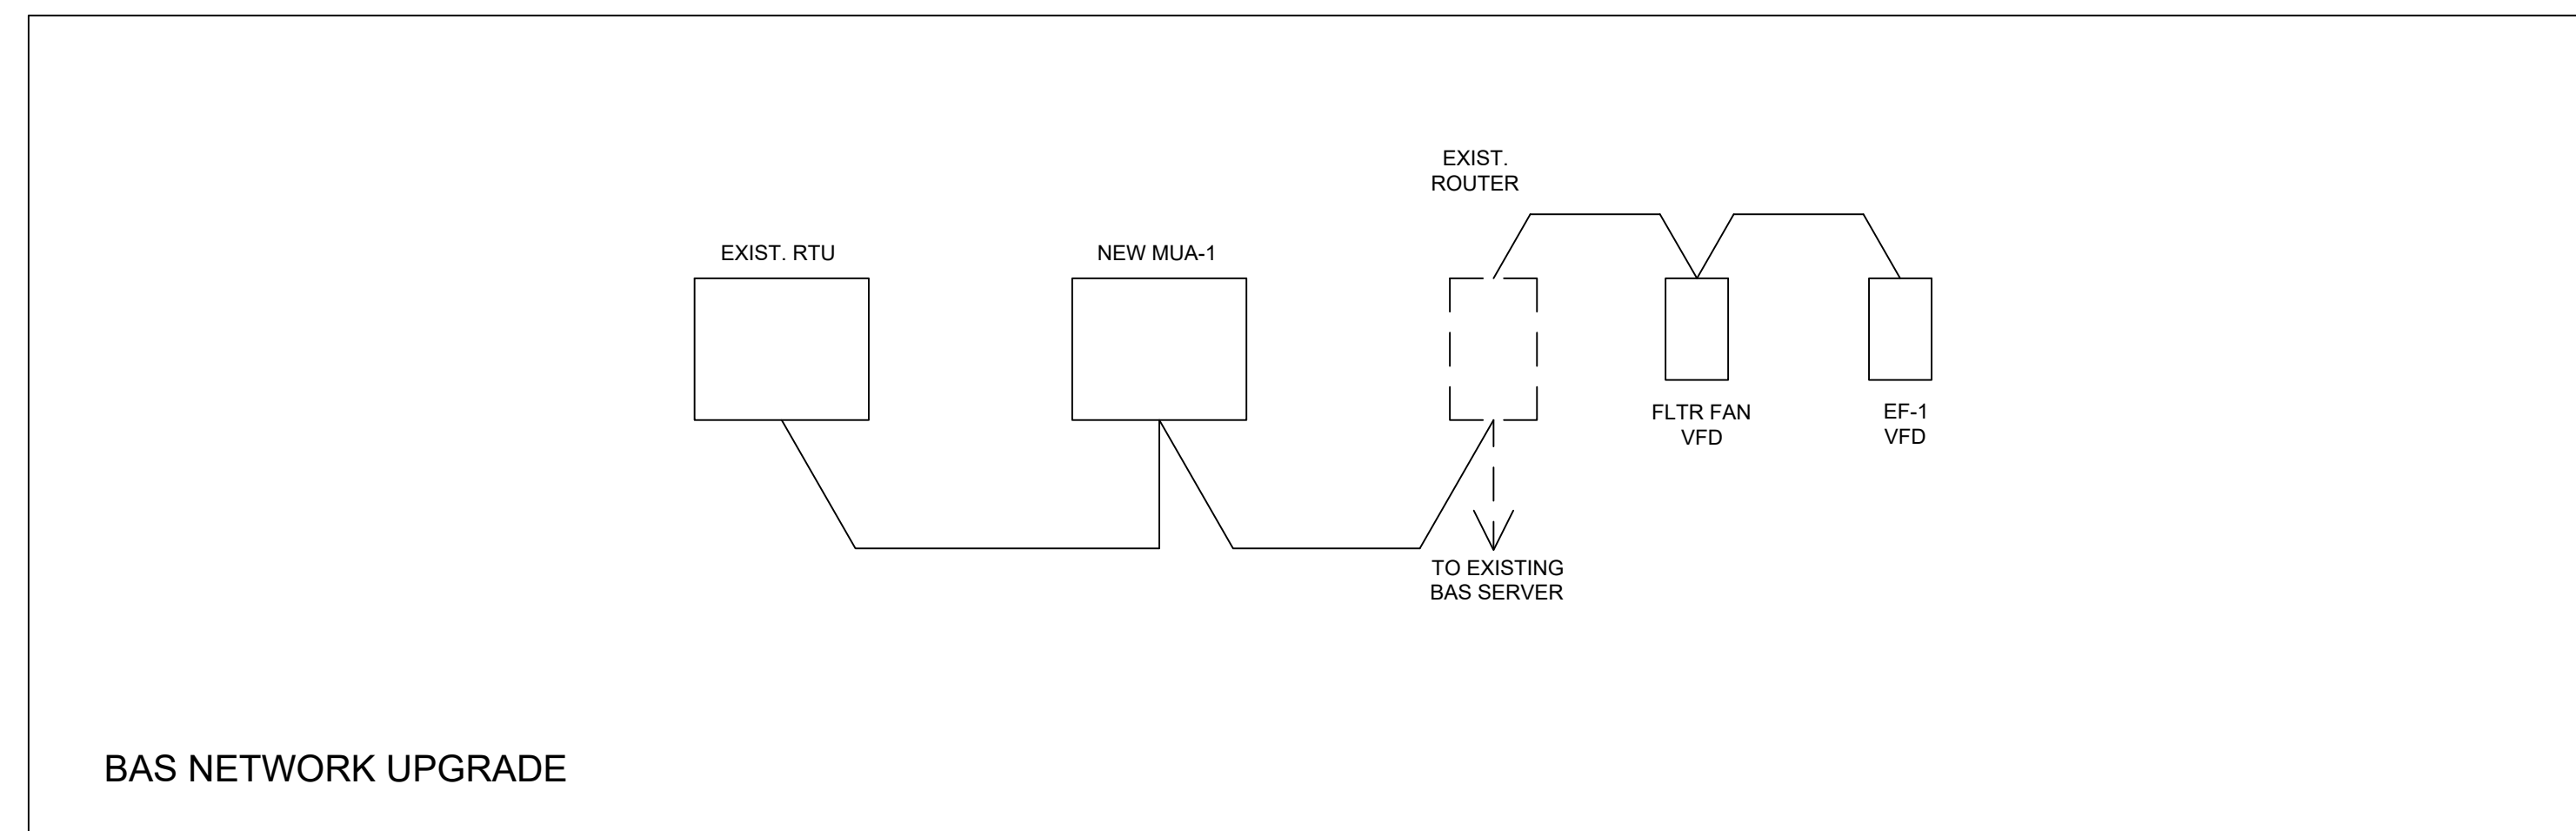 EXIST.
ROUTER
EXIST. RTU
NEW MUA-1
FLTR FAN
VFD
EF-1
VFD
TO EXISTING
BAS SERVER
BAS NETWORK UPGRADE